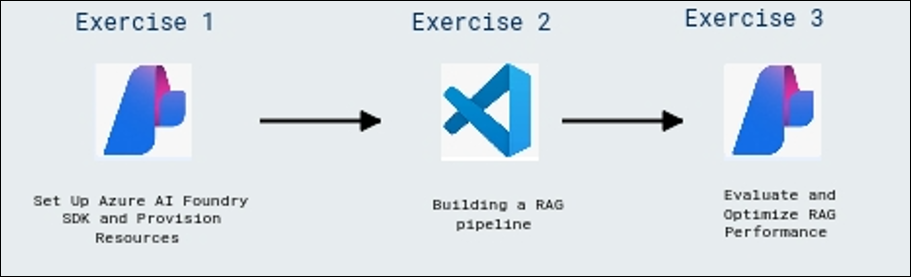 Exercise 1
Exercise 2
Exercise 3
Set Up Azure AI Foundry
SDK and Provision
Resources
Building a RAG
pipeline
Evaluate and
Optimize RAG
Performance